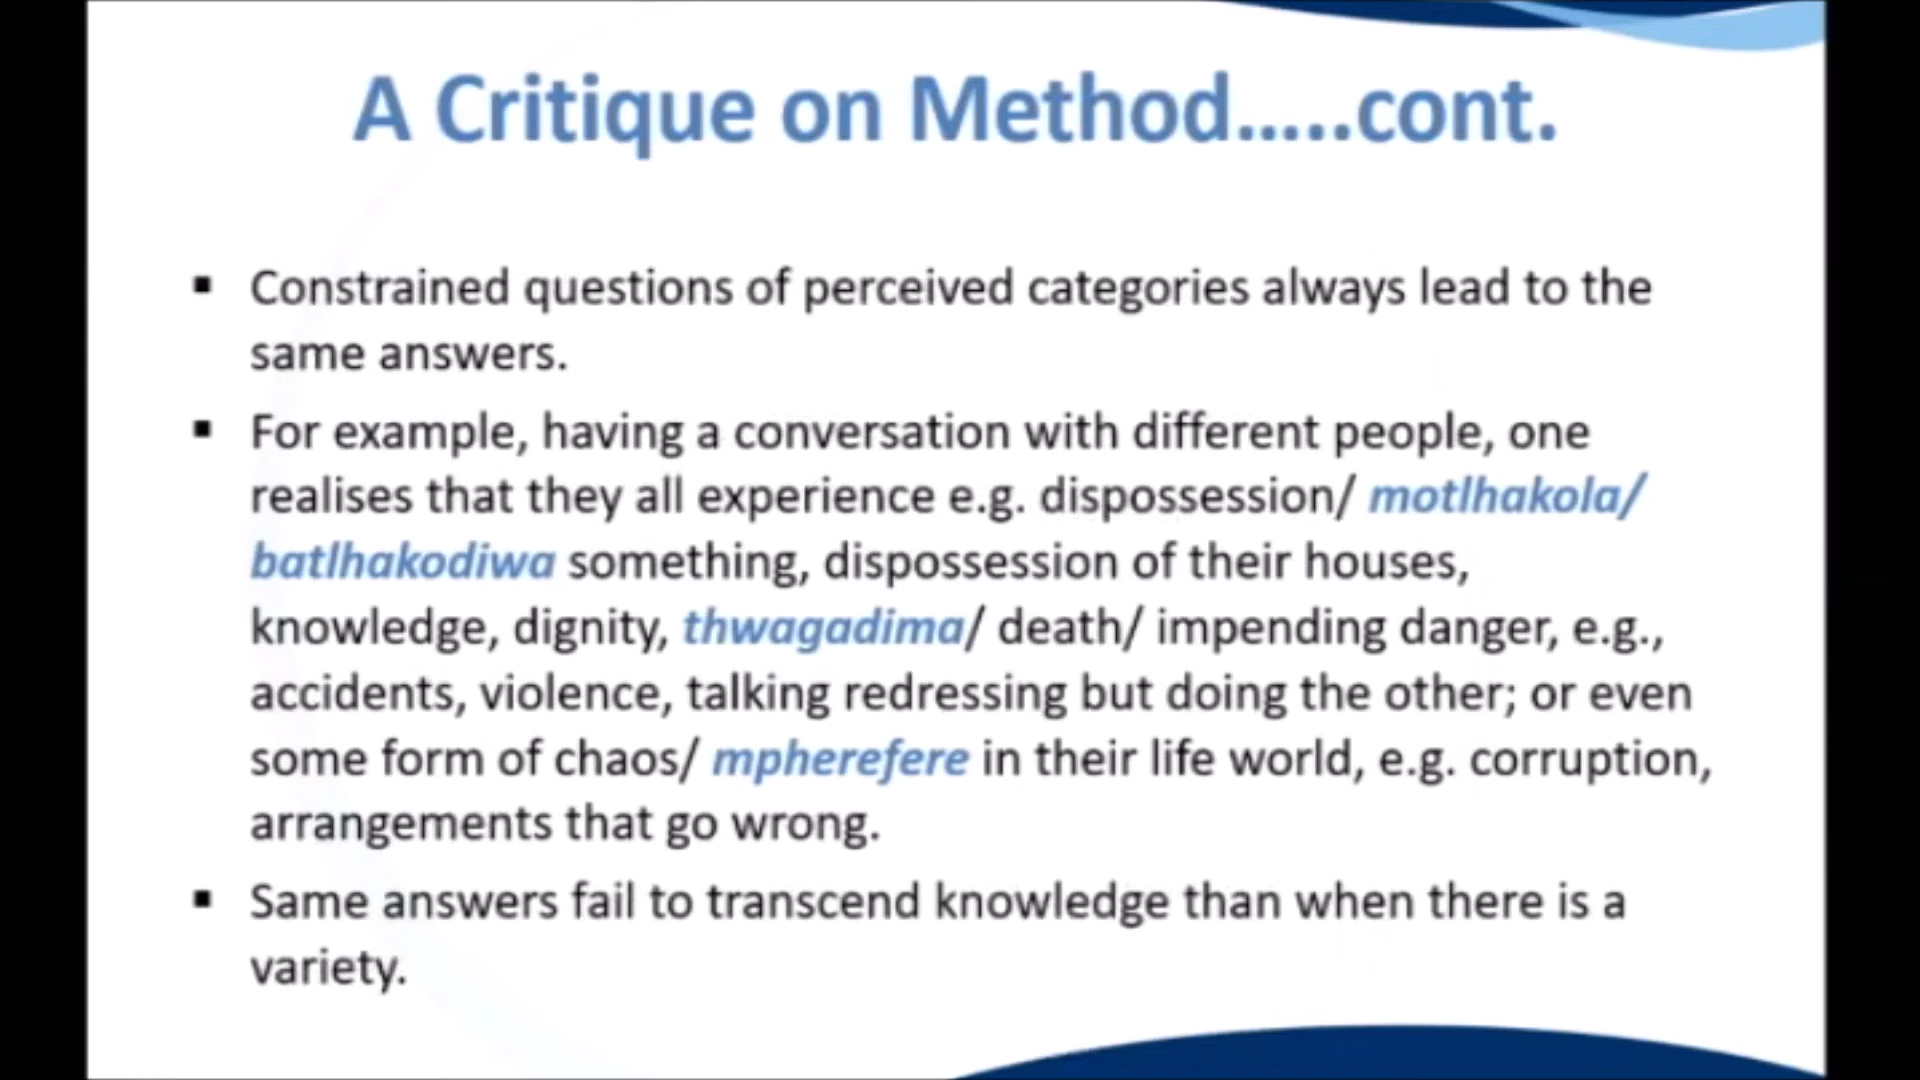 A Critique on Method.....cont.
▪ Constrained questions of perceived categories always lead to the
same answers.
▪ For example, having a conversation with different people, one
realises that they all experience e.g. dispossession/ motlhakola/
batlhakodiwa something, dispossession of their houses,
knowledge, dignity, thwagadima/ death/ impending danger, e.g.,
accidents, violence, talking redressing but doing the other; or even
some form of chaos/ mpherefere in their life world, e.g. corruption,
arrangements that go wrong.
▪ Same answers fail to transcend knowledge than when there is a
variety.